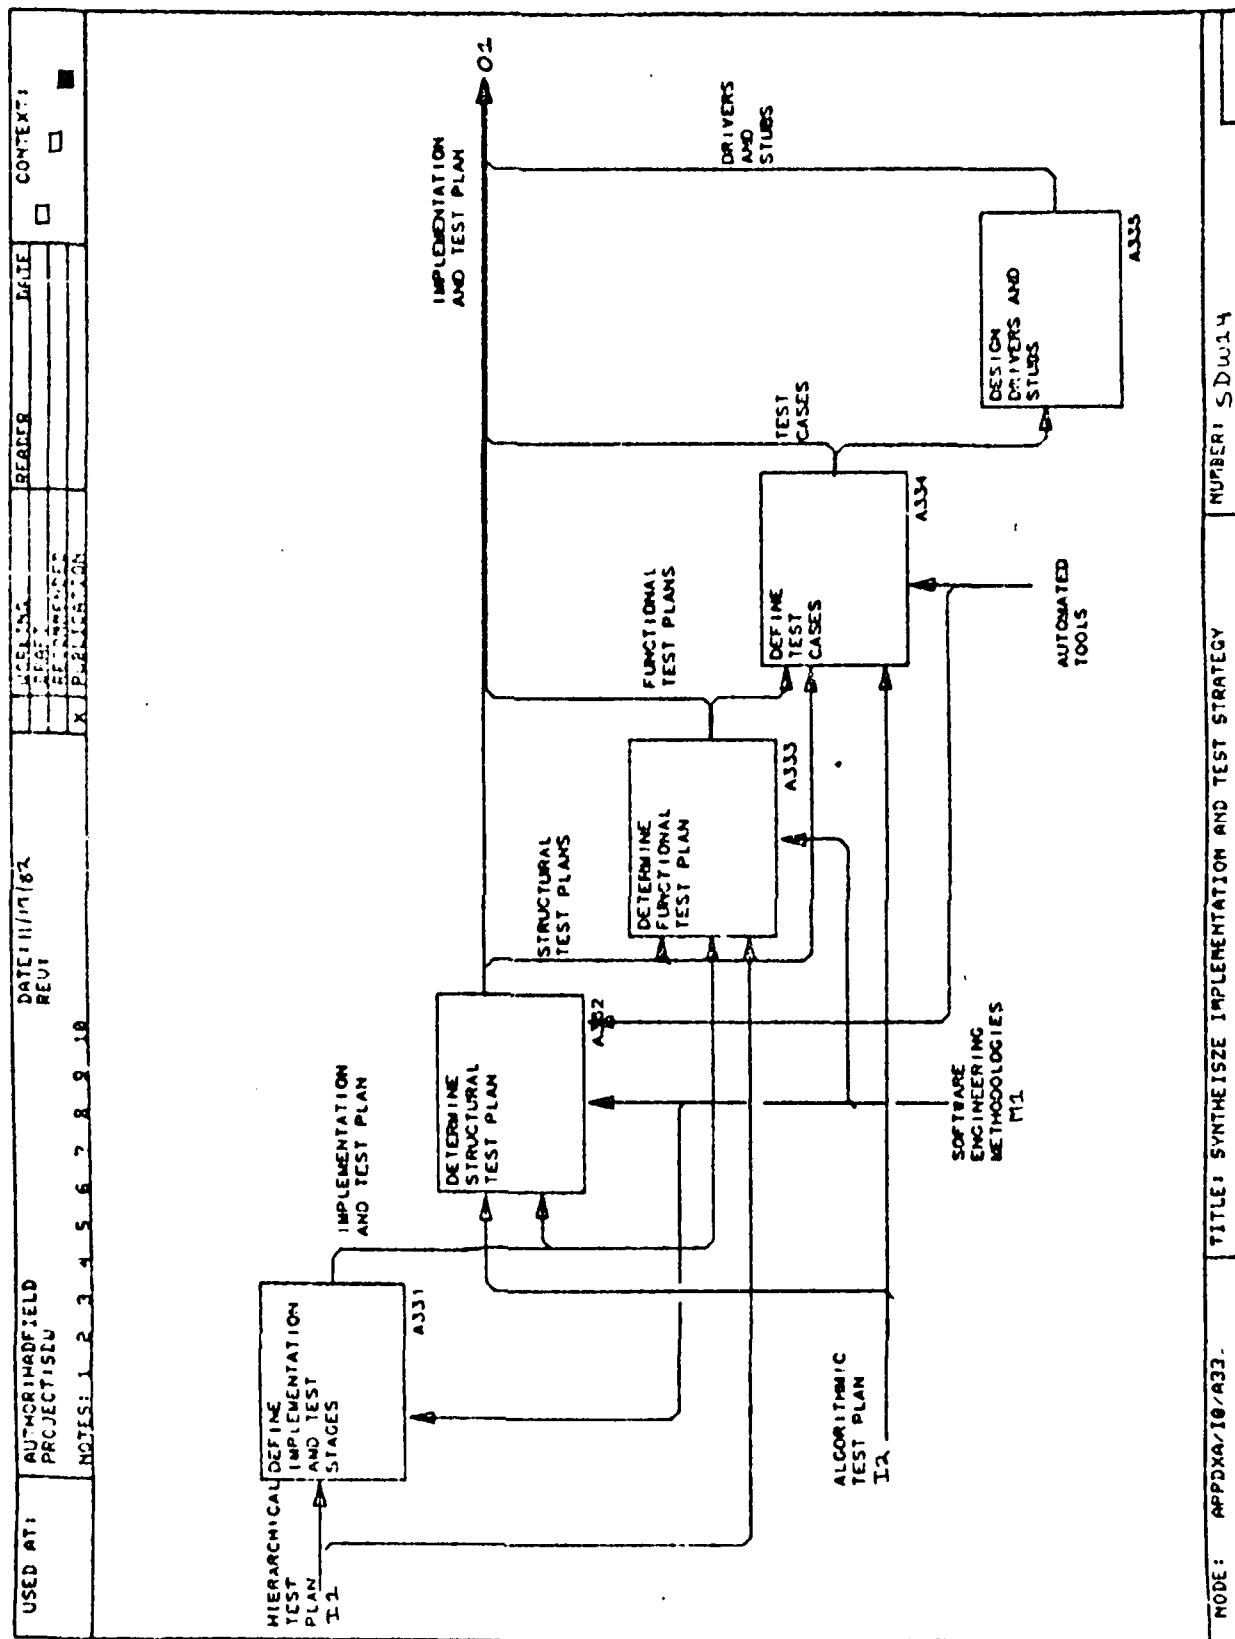 USED AT:
AUTHOR:HADFIELD
PROJECT:SDW
NOTES: 1 2 3 4 5 6 7 8 9 10
DATE: 11/19/82
REV:
WORKING
DRAFT
RECOMMENDED
X PUBLICATION
READER DATE
CONTEXT:
HIERARCHICAL
TEST
PLAN
I1
DEFINE
IMPLEMENTATION
AND TEST
STAGES
A331
IMPLEMENTATION
AND TEST PLAN
DETERMINE
STRUCTURAL
TEST PLAN
A332
STRUCTURAL
TEST PLANS
DETERMINE
FUNCTIONAL
TEST PLAN
A333
FUNCTIONAL
TEST PLANS
DEFINE
TEST
CASES
A334
TEST
CASES
DESIGN
DRIVERS AND
STUBS
A335
DRIVERS
AND
STUBS
IMPLEMENTATION
AND TEST PLAN
O1
ALGORITHMIC
TEST PLAN
I2
SOFTWARE
ENGINEERING
METHODOLOGIES
M1
AUTOMATED
TOOLS
NODE: APPDXA/10/A33.
TITLE: SYNTHEISZE IMPLEMENTATION AND TEST STRATEGY
NUMBER: SDW14